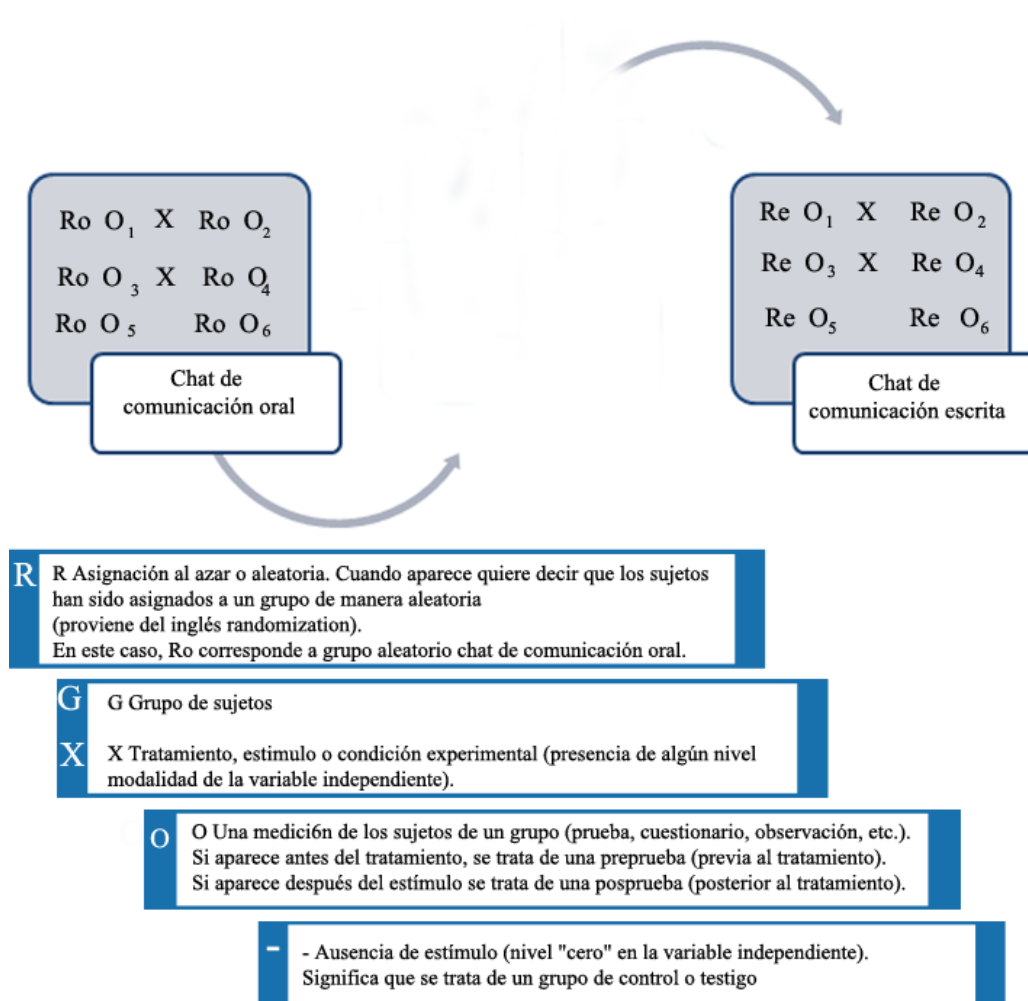 Ro O1 X Ro O2
Ro O3 X Ro O4
Ro O5 Ro O6
Chat de
comunicación oral
Re O1 X Re O2
Re O3 X Re O4
Re O5 Re O6
Chat de
comunicación escrita
R
R Asignación al azar o aleatoria. Cuando aparece quiere decir que los sujetos
han sido asignados a un grupo de manera aleatoria
(proviene del inglés randomization).
En este caso, Ro corresponde a grupo aleatorio chat de comunicación oral.
G
G Grupo de sujetos
X
X Tratamiento, estimulo o condición experimental (presencia de algún nivel
modalidad de la variable independiente).
O
O Una medici6n de los sujetos de un grupo (prueba, cuestionario, observación, etc.).
Si aparece antes del tratamiento, se trata de una preprueba (previa al tratamiento).
Si aparece después del estímulo se trata de una posprueba (posterior al tratamiento).
-
- Ausencia de estímulo (nivel "cero" en la variable independiente).
Significa que se trata de un grupo de control o testigo